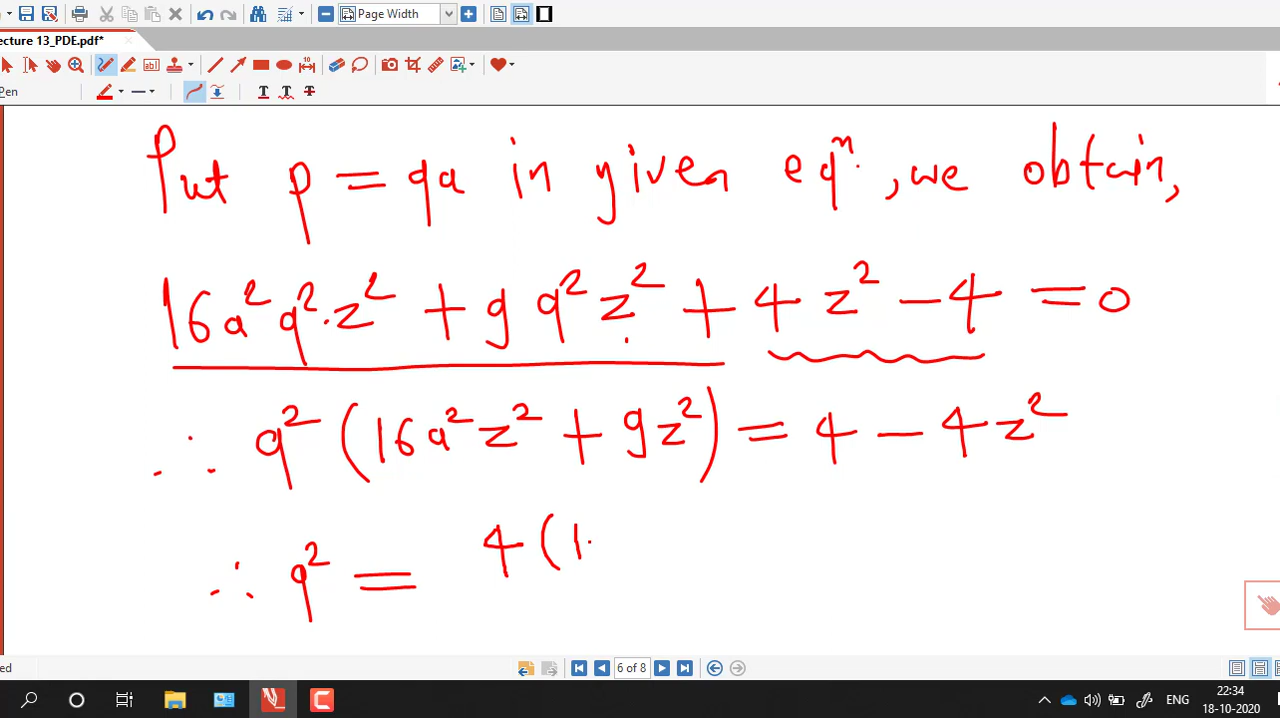 Page Width
ecture 13_PDE.pdf*
Pen
Put p = qa in given eqⁿ., we obtain,
16a²q².z² + 9q²z² + 4z² - 4 = 0
∴ q² (16a²z² + 9z²) = 4 - 4z²
∴ q² = 4(1
ed
6 of 8
ENG
22:34
18-10-2020